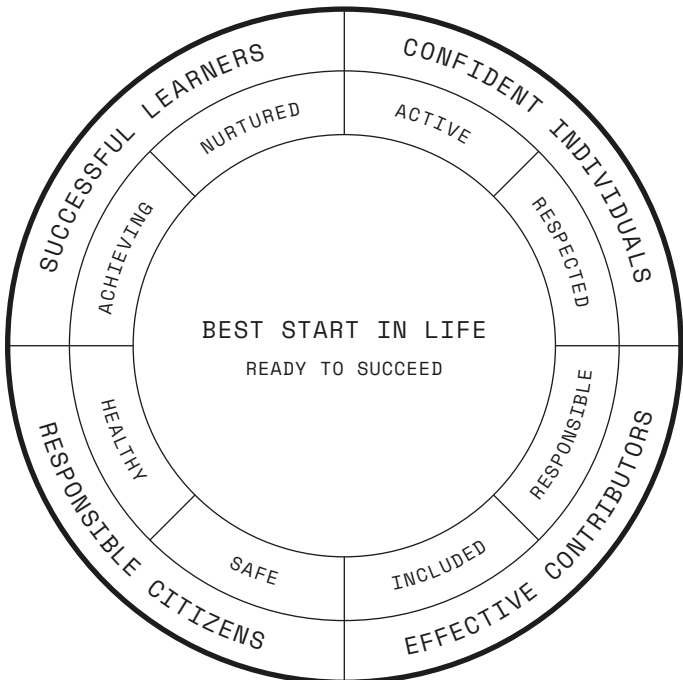 SUCCESSFUL LEARNERS
CONFIDENT INDIVIDUALS
NURTURED
ACTIVE
ACHIEVING
RESPECTED
BEST START IN LIFE
READY TO SUCCEED
HEALTHY
RESPONSIBLE
SAFE
INCLUDED
RESPONSIBLE CITIZENS
EFFECTIVE CONTRIBUTORS